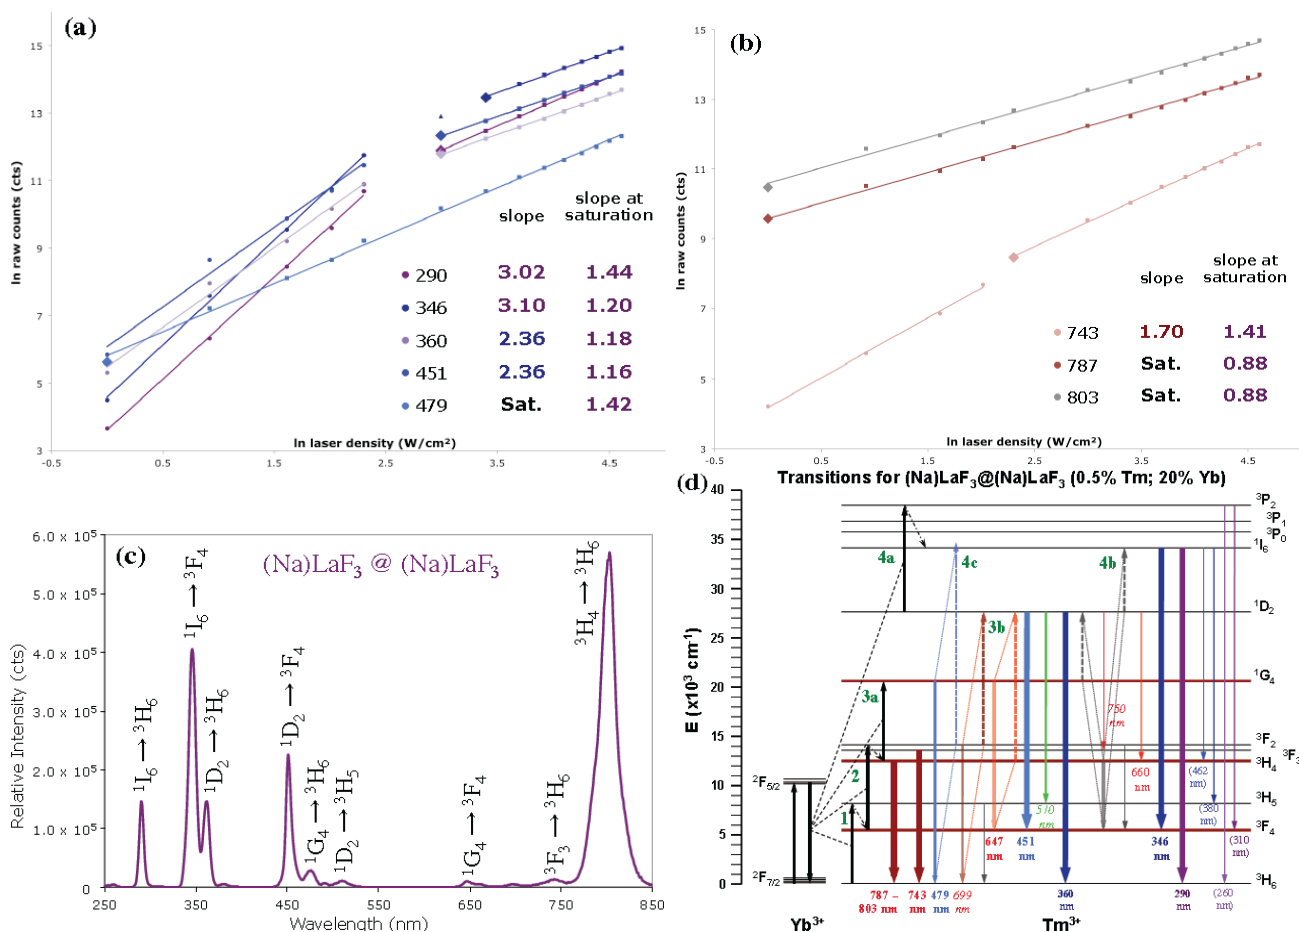 (a)
15
13
11
9
7
5
3
-0.5
0.5
1.5
2.5
3.5
4.5
ln raw counts (cts)
ln laser density (W/cm²)
slope slope at saturation
290 3.02 1.44
346 3.10 1.20
360 2.36 1.18
451 2.36 1.16
479 Sat. 1.42
(b)
15
13
11
9
7
5
3
-0.5
0.5
1.5
2.5
3.5
4.5
ln raw counts (cts)
ln laser density (W/cm²)
slope slope at saturation
743 1.70 1.41
787 Sat. 0.88
803 Sat. 0.88
(c)
(Na)LaF₃ @ (Na)LaF₃
6.0 x 10⁵
5.0 x 10⁵
4.0 x 10⁵
3.0 x 10⁵
2.0 x 10⁵
1.0 x 10⁵
0
Relative Intensity (cts)
250 350 450 550 650 750 850
Wavelength (nm)
¹I₆ → ³H₆
¹I₆ → ³F₄
¹D₂ → ³H₆
¹D₂ → ³F₄
¹G₄ → ³H₆
¹D₂ → ³H₅
¹G₄ → ³F₄
³F₃ → ³H₆
³H₄ → ³H₆
(d)
Transitions for (Na)LaF₃@(Na)LaF₃ (0.5% Tm; 20% Yb)
40
35
30
25
20
15
10
5
0
E (x10³ cm⁻¹)
²F₅/₂
²F₇/₂
Yb³⁺
Tm³⁺
1
2
3a
3b
4a
4b
4c
³P₂
³P₁
³P₀
¹I₆
¹D₂
¹G₄
³F₂
³F₃
³H₄
³H₅
³F₄
³H₆
750 nm
660 nm
(462 nm)
(380 nm)
510 nm
647 nm
451 nm
346 nm
(310 nm)
787 – 803 nm
743 nm
479 nm
699 nm
360 nm
290 nm
(260 nm)